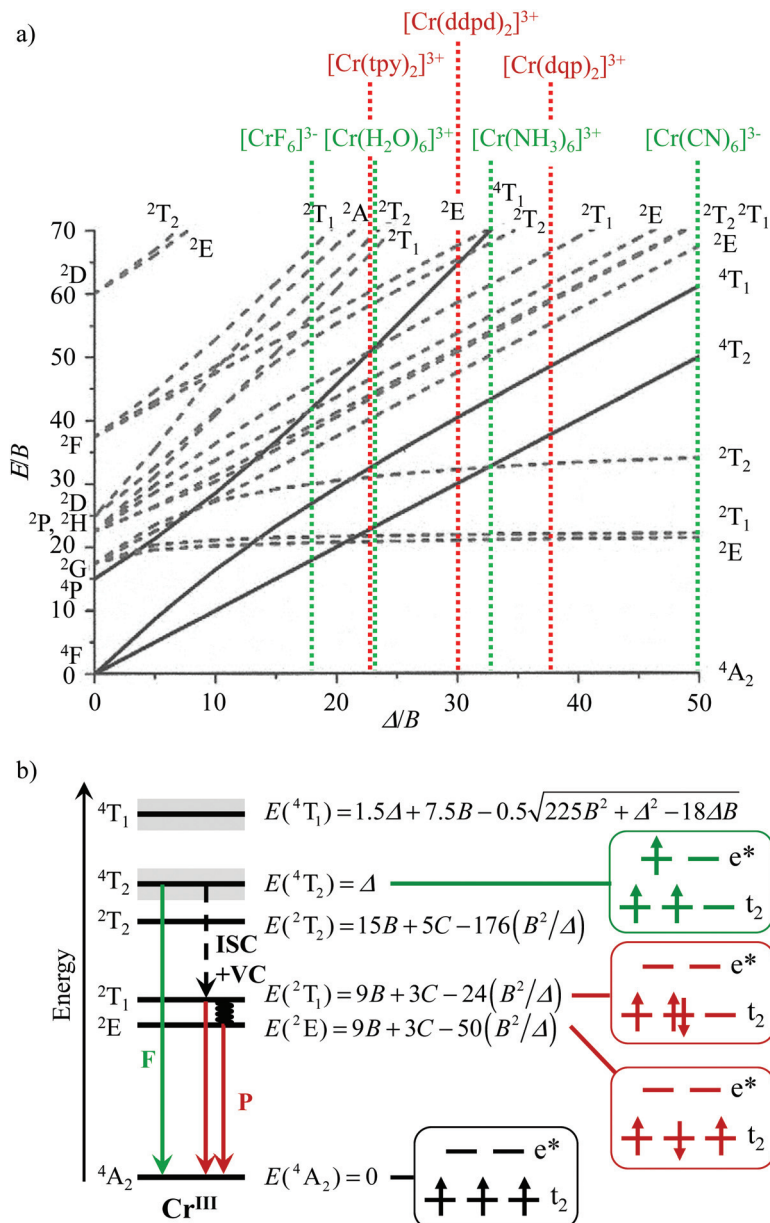 a)
[Cr(ddpd)₂]³⁺
[Cr(tpy)₂]³⁺ [Cr(dqp)₂]³⁺
[CrF₆]³⁻ [Cr(H₂O)₆]³⁺ [Cr(NH₃)₆]³⁺ [Cr(CN)₆]³⁻
²T₂ ²E ²T₁ ²A ²T₂ ²T₁ ²E ⁴T₁ ²T₂ ²T₁ ²E ²T₂ ²T₁
²E
70
²D 60
50
40
²F
30
²D
²P, ²H
20
²G
⁴P
10
⁴F
0
E/B
⁴T₁
⁴T₂
²T₂
²T₁
²E
⁴A₂
0 10 20 30 40 50
Δ/B
b)
Energy
⁴T₁ E(⁴T₁) = 1.5Δ + 7.5B − 0.5√(225B² + Δ² − 18ΔB)
⁴T₂ E(⁴T₂) = Δ
²T₂ E(²T₂) = 15B + 5C − 176(B²/Δ)
ISC
+VC
²T₁ E(²T₁) = 9B + 3C − 24(B²/Δ)
²E E(²E) = 9B + 3C − 50(B²/Δ)
F
P
⁴A₂ E(⁴A₂) = 0
Cr^III
e*
t₂
e*
t₂
e*
t₂
e*
t₂